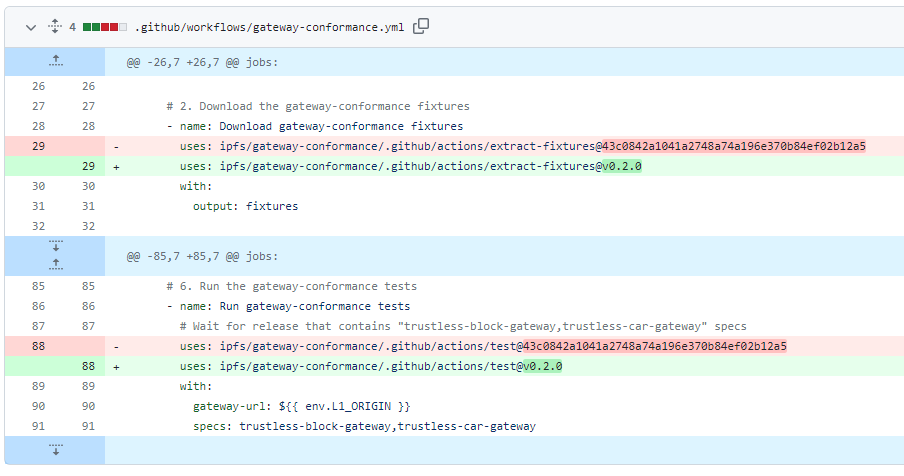 4 .github/workflows/gateway-conformance.yml
@@ -26,7 +26,7 @@ jobs:
26 26
27 27 # 2. Download the gateway-conformance fixtures
28 28 - name: Download gateway-conformance fixtures
29 - uses: ipfs/gateway-conformance/.github/actions/extract-fixtures@43c0842a1041a2748a74a196e370b84ef02b12a5
29 + uses: ipfs/gateway-conformance/.github/actions/extract-fixtures@v0.2.0
30 30 with:
31 31 output: fixtures
32 32
@@ -85,7 +85,7 @@ jobs:
85 85 # 6. Run the gateway-conformance tests
86 86 - name: Run gateway-conformance tests
87 87 # Wait for release that contains "trustless-block-gateway,trustless-car-gateway" specs
88 - uses: ipfs/gateway-conformance/.github/actions/test@43c0842a1041a2748a74a196e370b84ef02b12a5
88 + uses: ipfs/gateway-conformance/.github/actions/test@v0.2.0
89 89 with:
90 90 gateway-url: ${{ env.L1_ORIGIN }}
91 91 specs: trustless-block-gateway,trustless-car-gateway